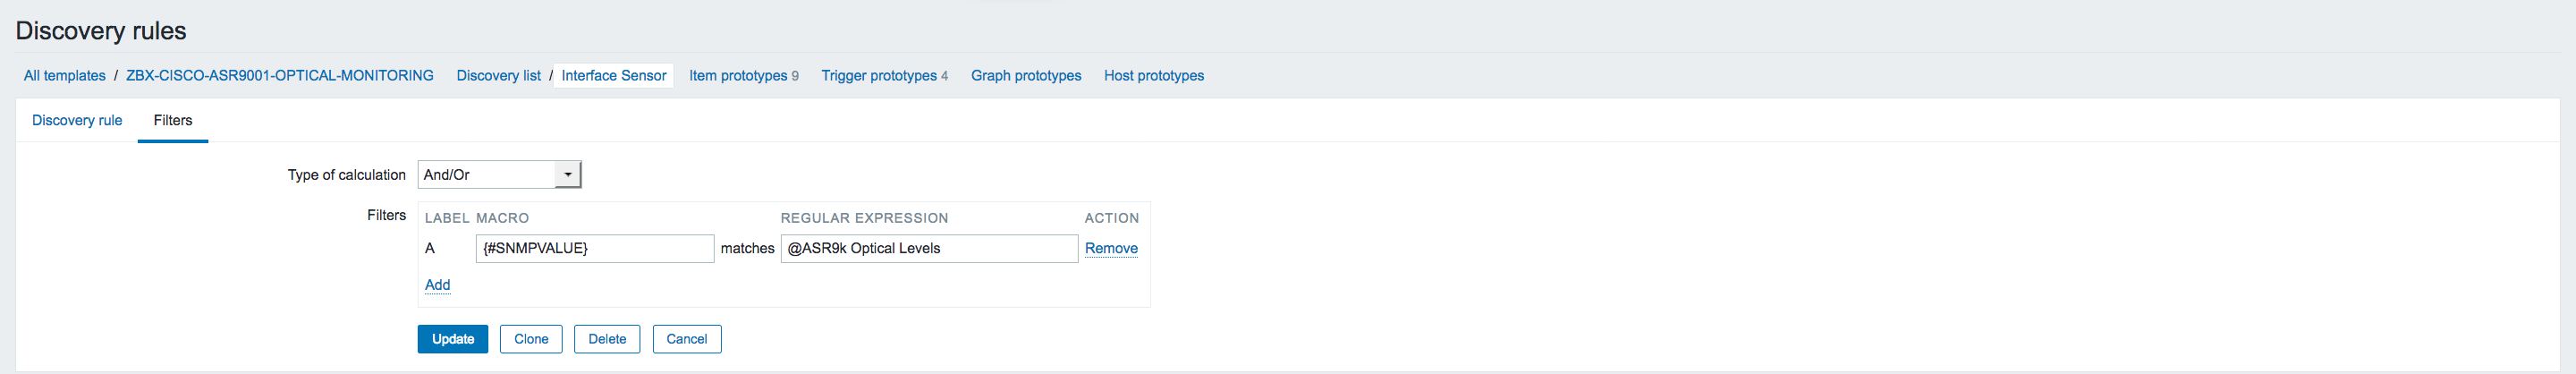 Discovery rules
All templates / ZBX-CISCO-ASR9001-OPTICAL-MONITORING Discovery list / Interface Sensor Item prototypes 9 Trigger prototypes 4 Graph prototypes Host prototypes
Discovery rule Filters
Type of calculation And/Or
Filters LABEL MACRO REGULAR EXPRESSION ACTION
A {#SNMPVALUE} matches @ASR9k Optical Levels Remove
Add
Update Clone Delete Cancel